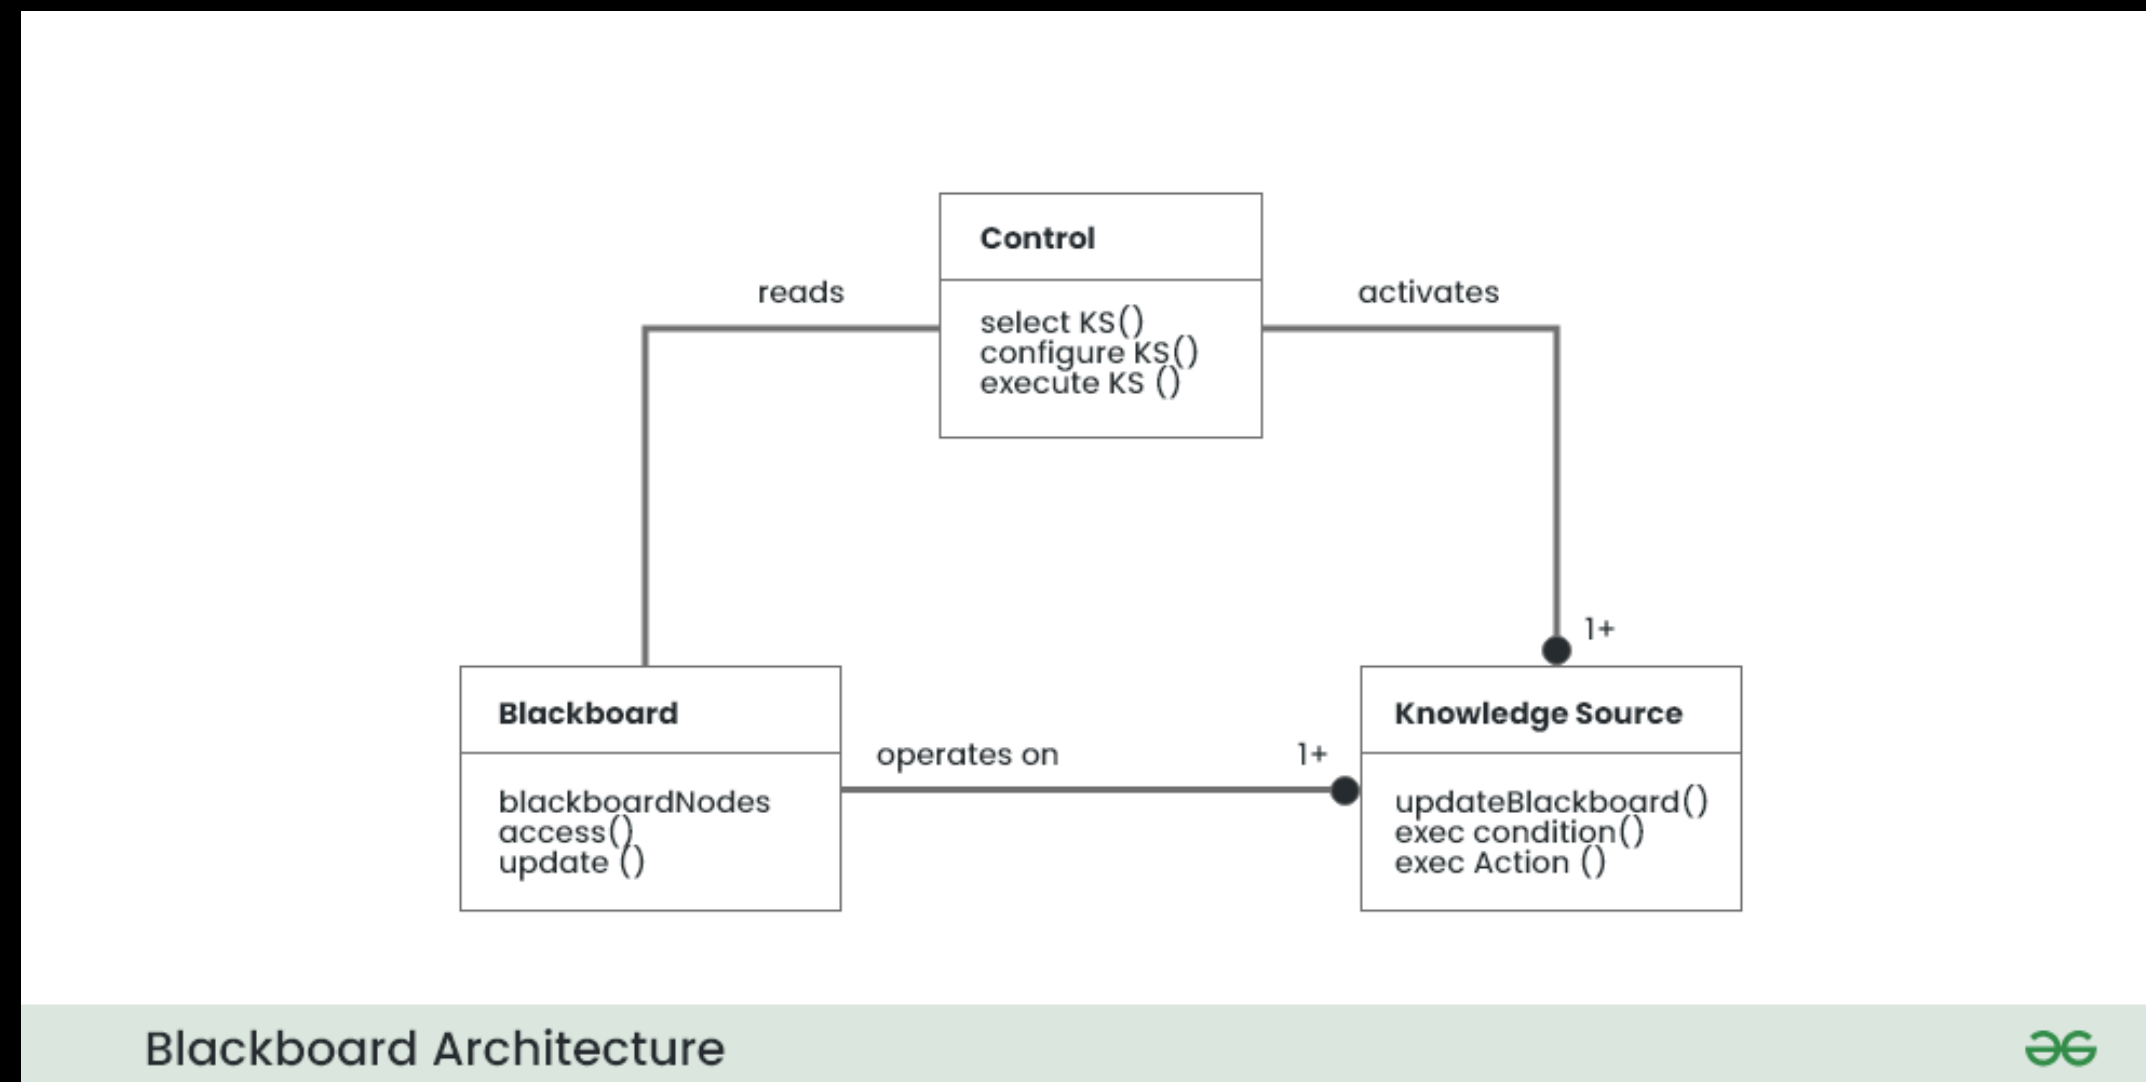 Control
reads
activates
select KS()
configure KS()
execute KS ()
1+
Blackboard
Knowledge Source
operates on
1+
blackboardNodes
access()
update ()
updateBlackboard()
exec condition()
exec Action ()
Blackboard Architecture